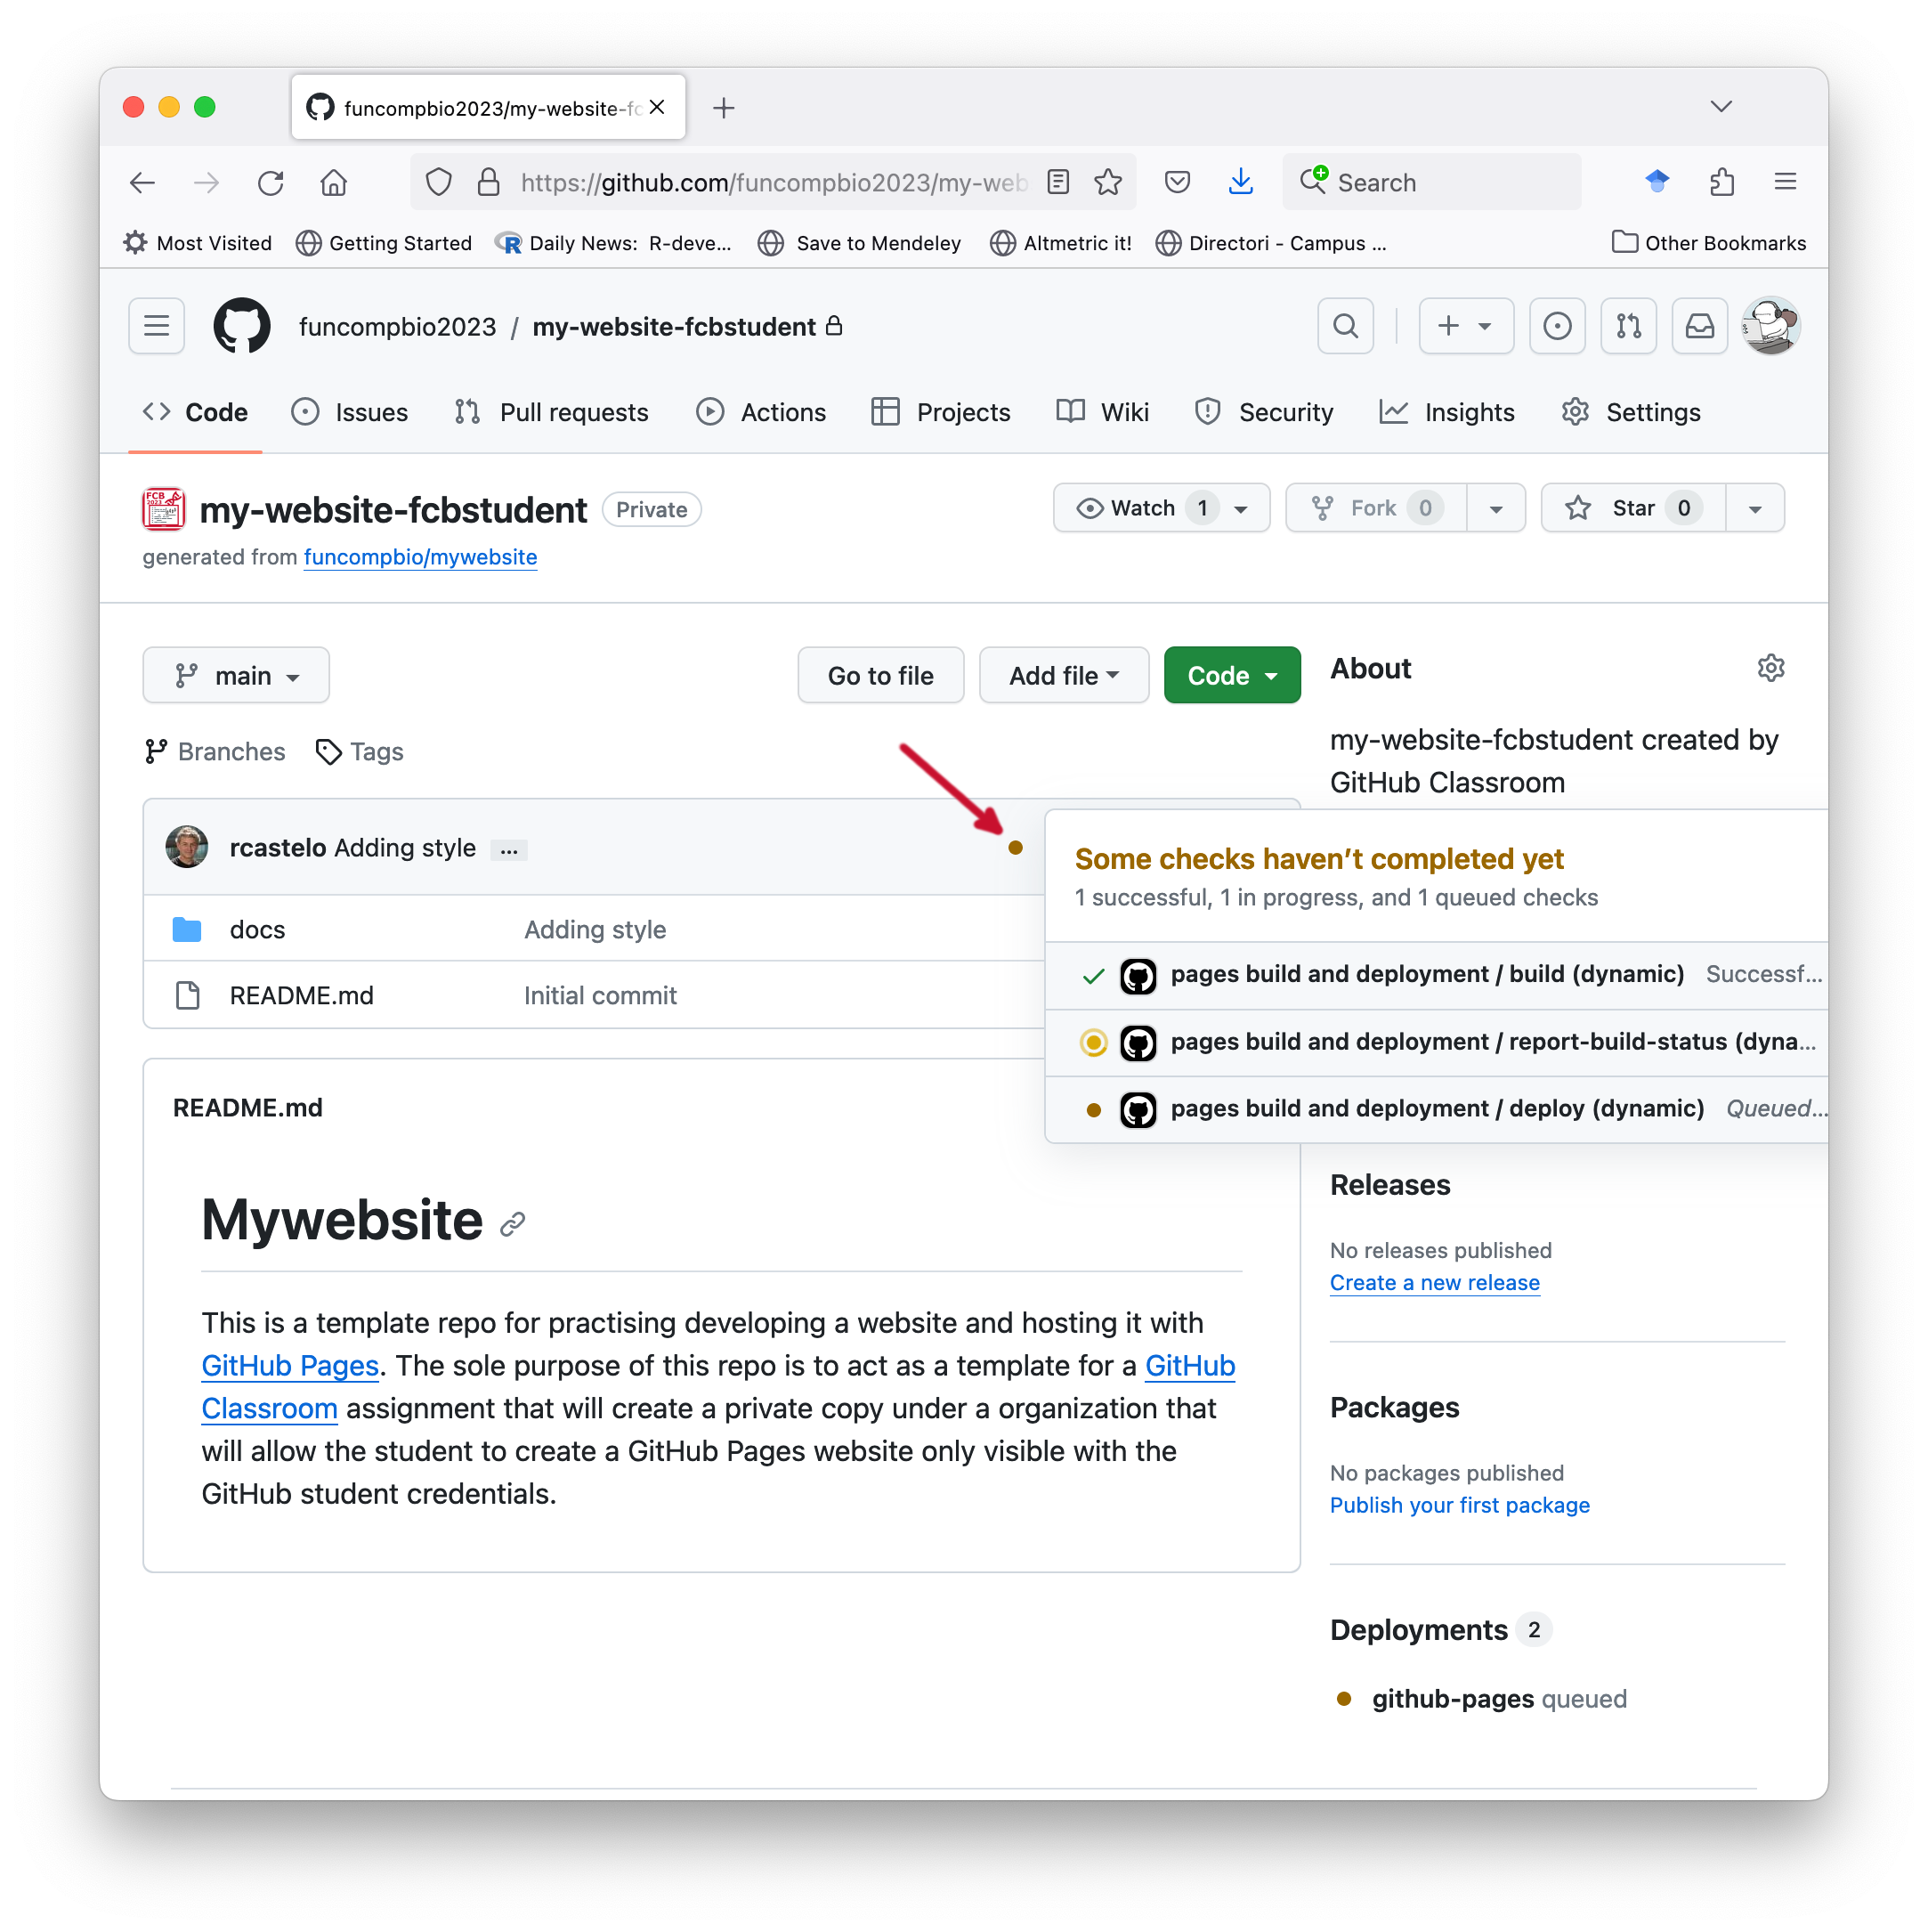 funcompbio2023/my-website-fc
https://github.com/funcompbio2023/my-web
Search
Most Visited
Getting Started
Daily News: R-deve...
Save to Mendeley
Altmetric it!
Directori - Campus ...
Other Bookmarks
funcompbio2023 / my-website-fcbstudent
Code
Issues
Pull requests
Actions
Projects
Wiki
Security
Insights
Settings
FCB
2023
my-website-fcbstudent
Private
Watch 1
Fork 0
Star 0
generated from funcompbio/mywebsite
main
Go to file
Add file
Code
About
Branches
Tags
my-website-fcbstudent created by
GitHub Classroom
rcastelo Adding style ...
Some checks haven't completed yet
1 successful, 1 in progress, and 1 queued checks
docs
Adding style
README.md
Initial commit
pages build and deployment / build (dynamic) Successf...
pages build and deployment / report-build-status (dyna...
pages build and deployment / deploy (dynamic) Queued...
README.md
Mywebsite
This is a template repo for practising developing a website and hosting it with
GitHub Pages. The sole purpose of this repo is to act as a template for a GitHub
Classroom assignment that will create a private copy under a organization that
will allow the student to create a GitHub Pages website only visible with the
GitHub student credentials.
Releases
No releases published
Create a new release
Packages
No packages published
Publish your first package
Deployments 2
github-pages queued